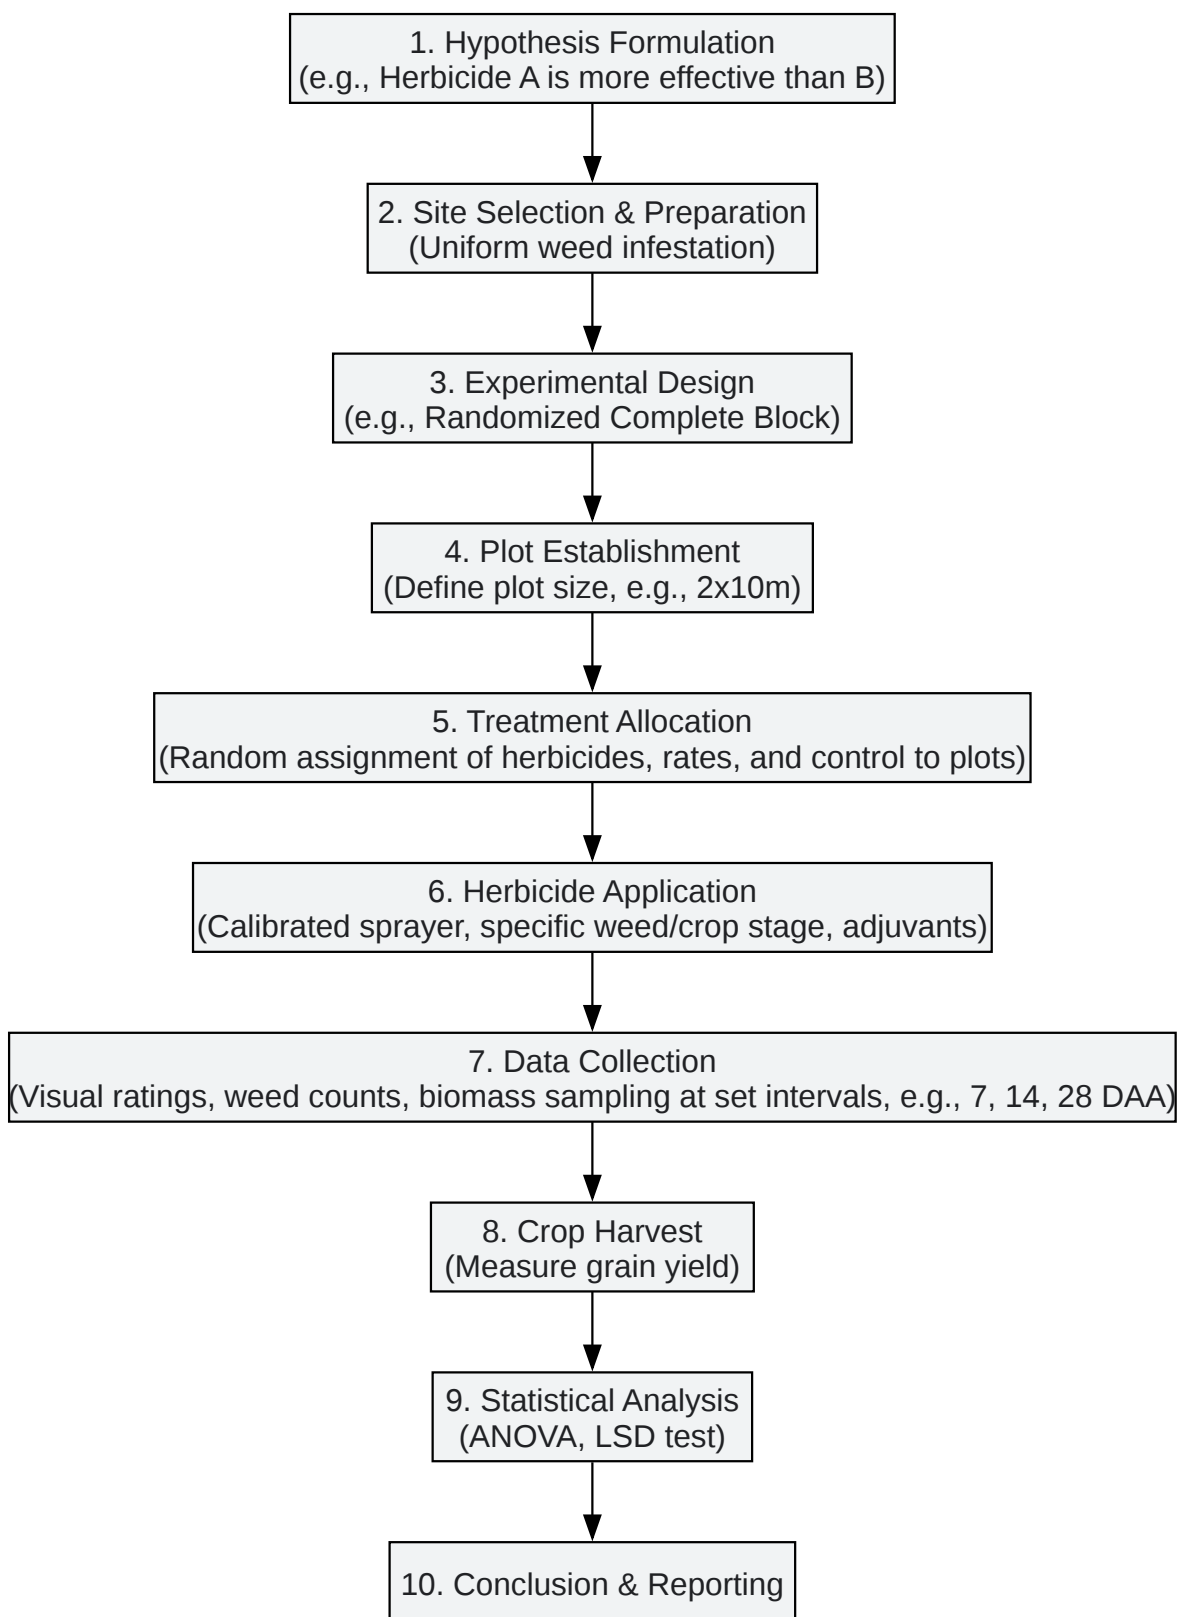 1. Hypothesis Formulation
(e.g., Herbicide A is more effective than B)
2. Site Selection & Preparation
(Uniform weed infestation)
3. Experimental Design
(e.g., Randomized Complete Block)
4. Plot Establishment
(Define plot size, e.g., 2x10m)
5. Treatment Allocation
(Random assignment of herbicides, rates, and control to plots)
6. Herbicide Application
(Calibrated sprayer, specific weed/crop stage, adjuvants)
7. Data Collection
(Visual ratings, weed counts, biomass sampling at set intervals, e.g., 7, 14, 28 DAA)
8. Crop Harvest
(Measure grain yield)
9. Statistical Analysis
(ANOVA, LSD test)
10. Conclusion & Reporting